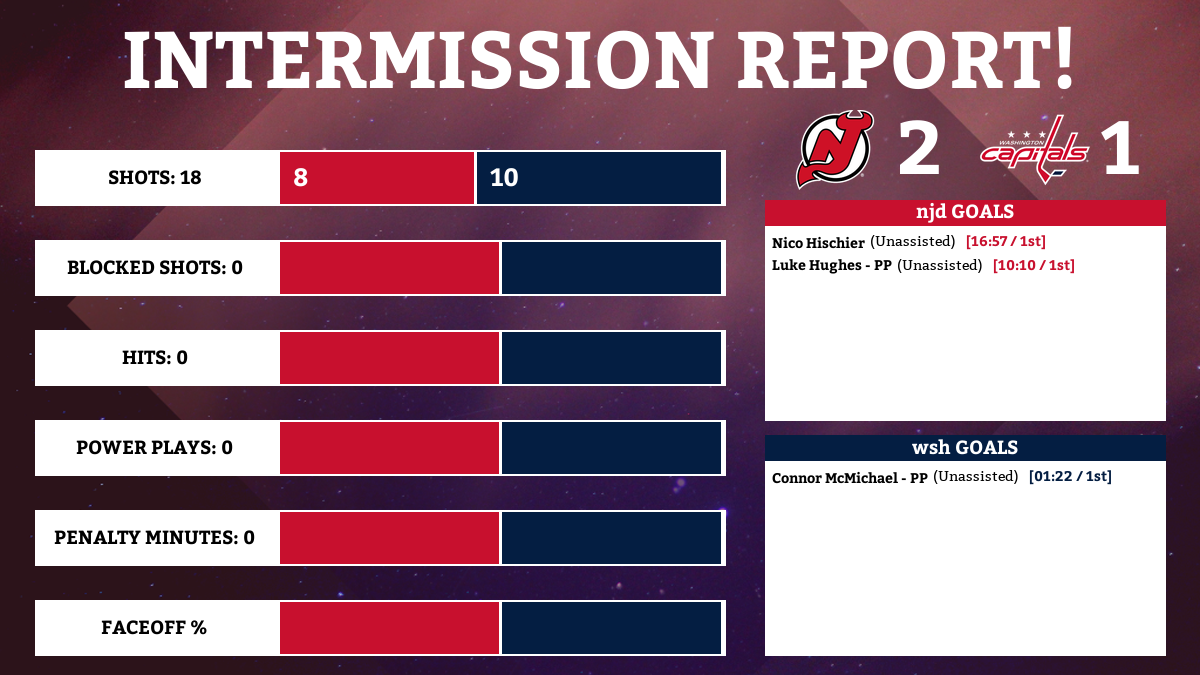 INTERMISSION REPORT!
WASHINGTON
capitals
2
1
SHOTS: 18
8
10
BLOCKED SHOTS: 0
HITS: 0
POWER PLAYS: 0
PENALTY MINUTES: 0
FACEOFF %
njd GOALS
Nico Hischier (Unassisted) [16:57 / 1st]
Luke Hughes - PP (Unassisted) [10:10 / 1st]
wsh GOALS
Connor McMichael - PP (Unassisted) [01:22 / 1st]